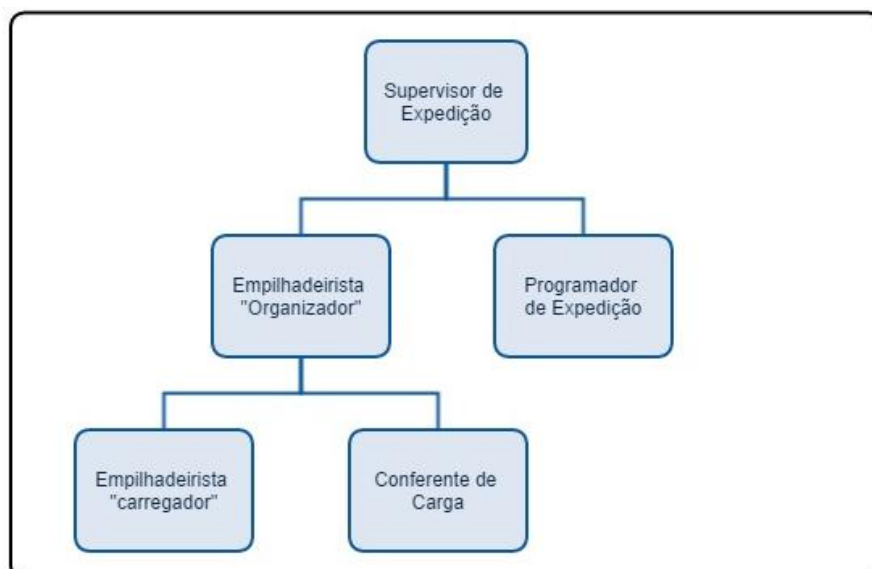 Supervisor de
Expedição
Empilhadeirista
"Organizador"
Programador
de Expedição
Empilhadeirista
"carregador"
Conferente de
Carga